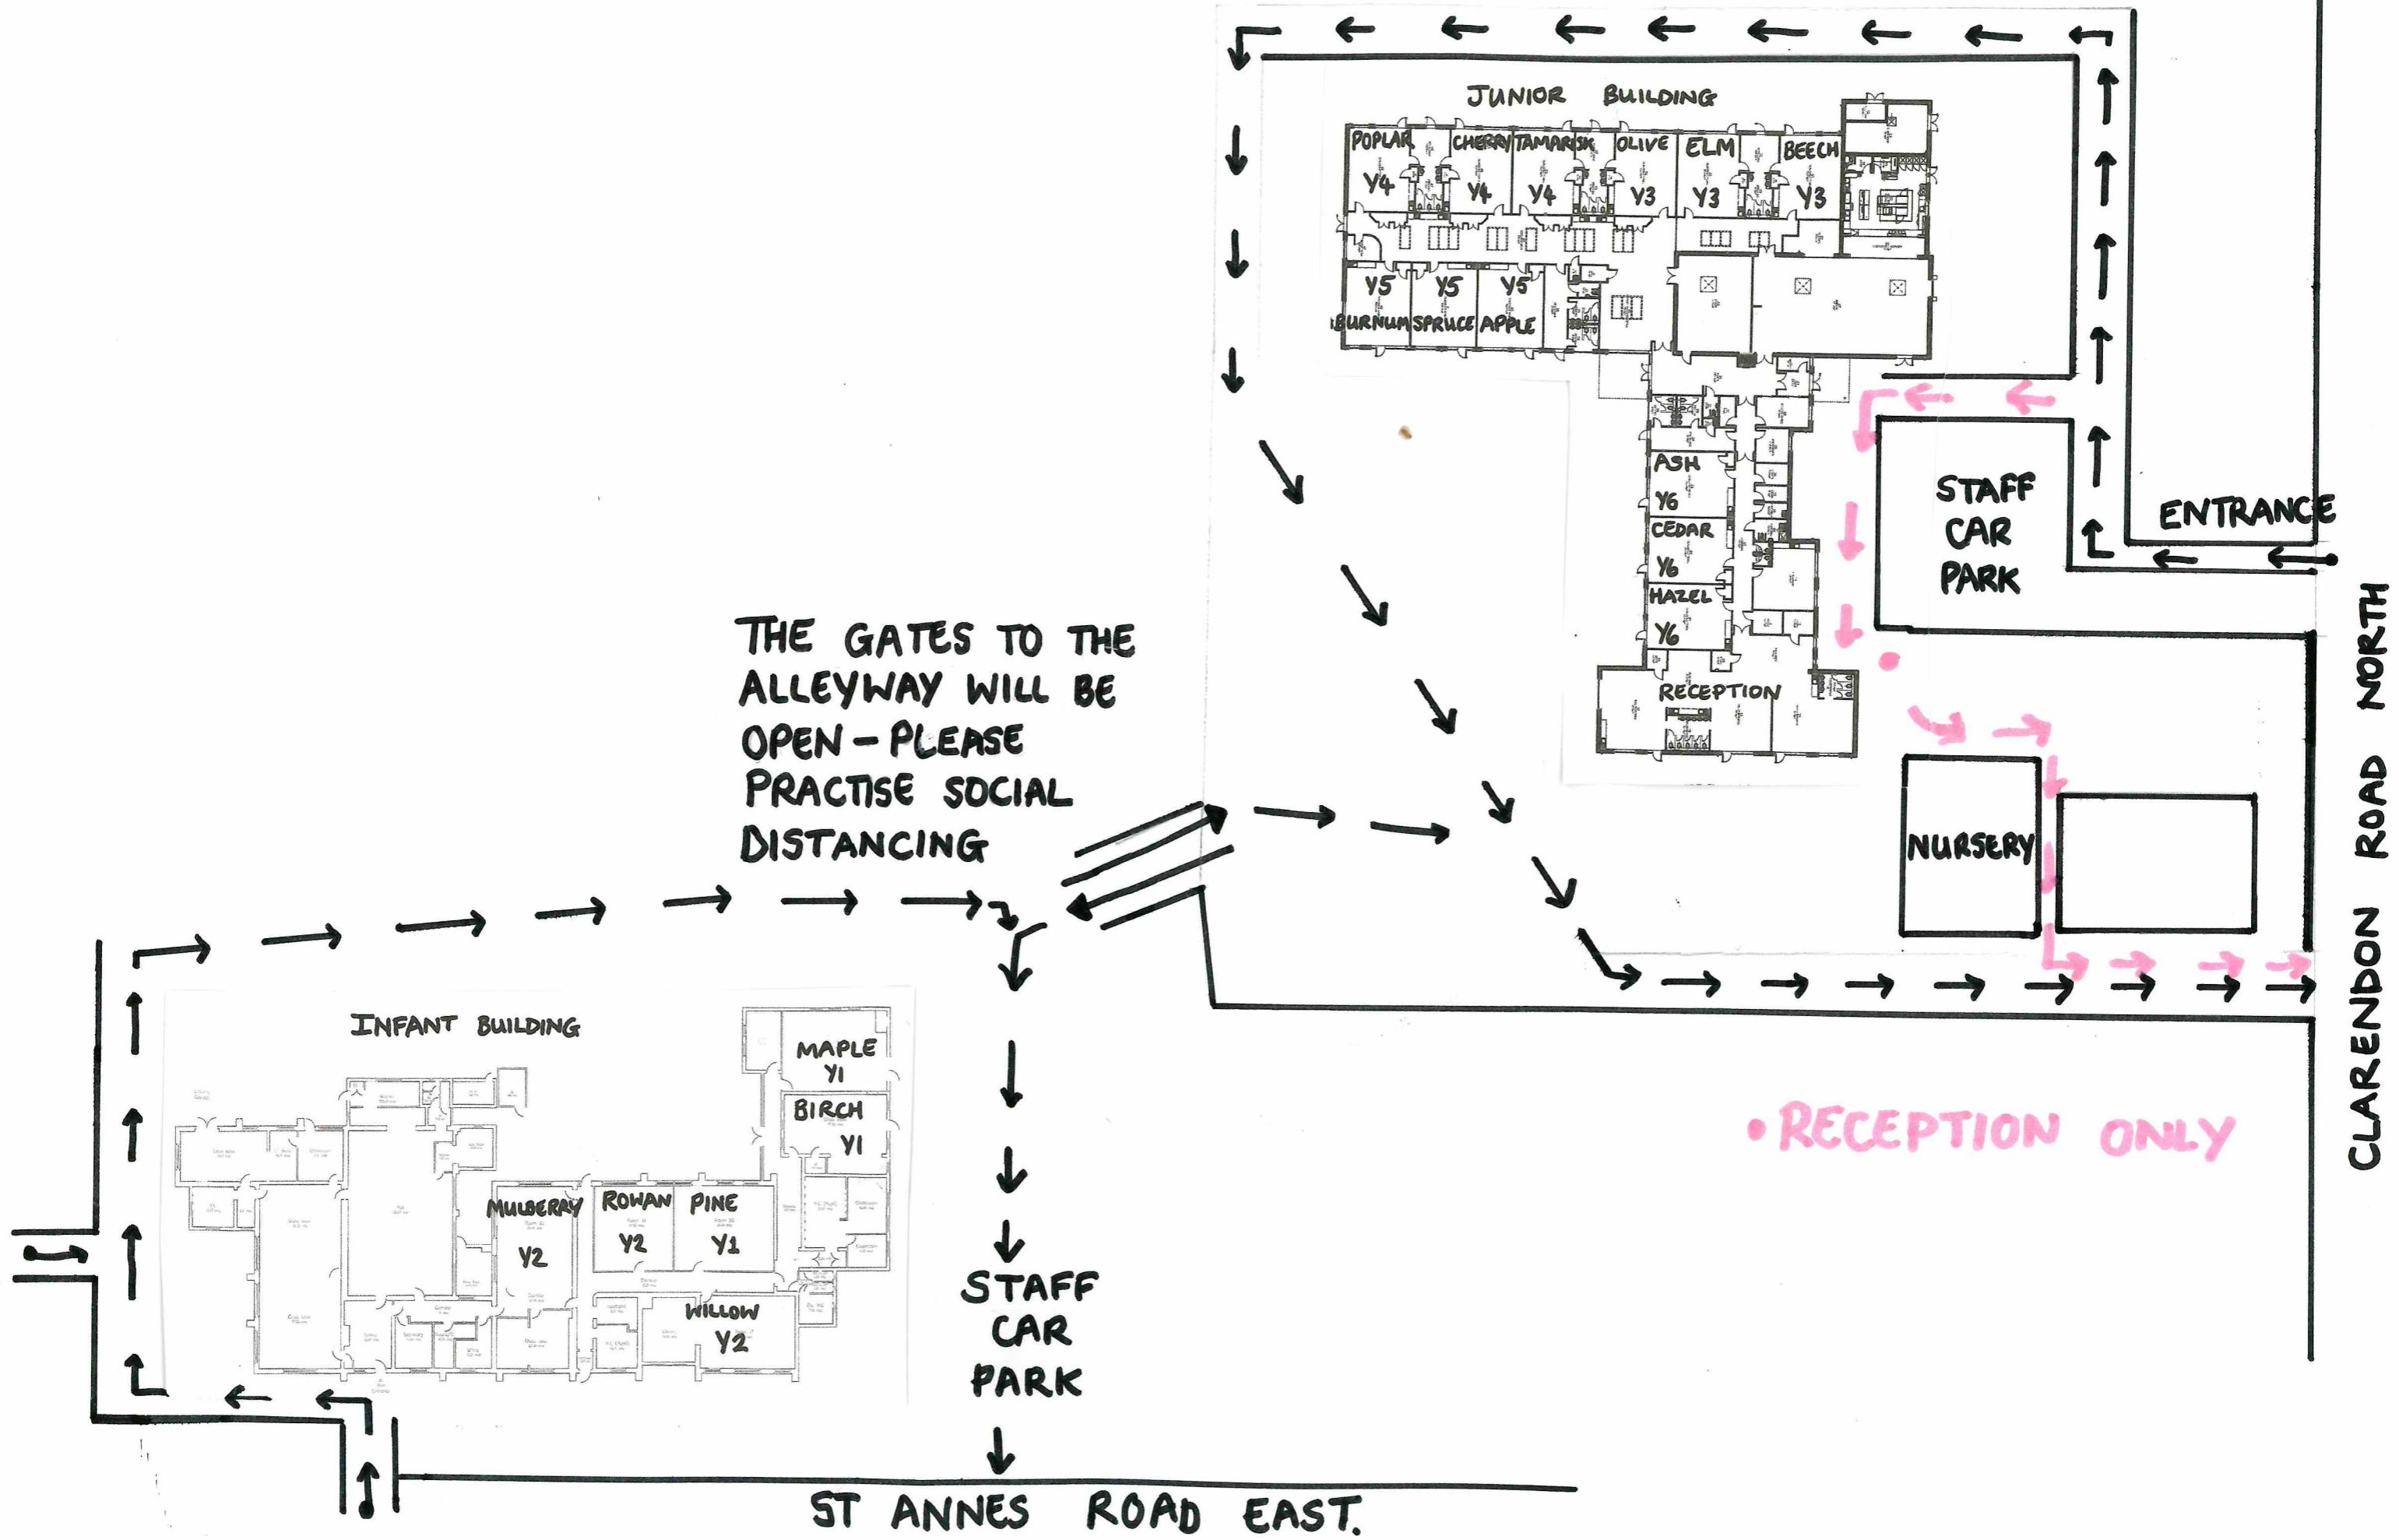 JUNIOR BUILDING
POPLAR
Y4
CHERRY
Y4
TAMARISK
Y4
OLIVE
Y3
ELM
Y3
BEECH
Y3
Y5
BURNUM
Y5
SPRUCE
Y5
APPLE
ASH
Y6
CEDAR
Y6
HAZEL
Y6
RECEPTION
STAFF
CAR
PARK
ENTRANCE
CLARENDON ROAD NORTH
NURSERY
THE GATES TO THE
ALLEYWAY WILL BE
OPEN - PLEASE
PRACTISE SOCIAL
DISTANCING
INFANT BUILDING
MAPLE
Y1
BIRCH
Y1
MULBERRY
Y2
ROWAN
Y2
PINE
Y1
WILLOW
Y2
STAFF
CAR
PARK
• RECEPTION ONLY
ST ANNES ROAD EAST.